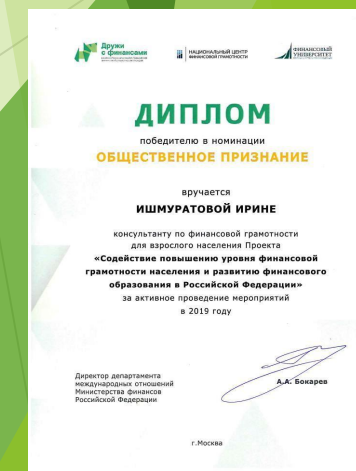 Дружи
с финансами
НАЦИОНАЛЬНЫЙ ЦЕНТР
ФИНАНСОВОЙ ГРАМОТНОСТИ
ФИНАНСОВЫЙ
УНИВЕРСИТЕТ
ДИПЛОМ
победителю в номинации
ОБЩЕСТВЕННОЕ ПРИЗНАНИЕ
вручается
ИШМУРАТОВОЙ ИРИНЕ
консультанту по финансовой грамотности
для взрослого населения Проекта
«Содействие повышению уровня финансовой
грамотности населения и развитию финансового
образования в Российской Федерации»
за активное проведение мероприятий
в 2019 году
Директор департамента
международных отношений
Министерства финансов
Российской Федерации
А.А. Бокарев
г.Москва